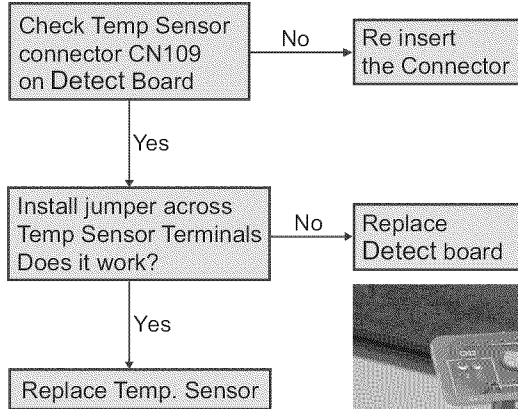 Check Temp Sensor
connector CN109
on Detect Board
No
Re insert
the Connector
Yes
Install jumper across
Temp Sensor Terminals
Does it work?
No
Replace
Detect board
Yes
Replace Temp. Sensor